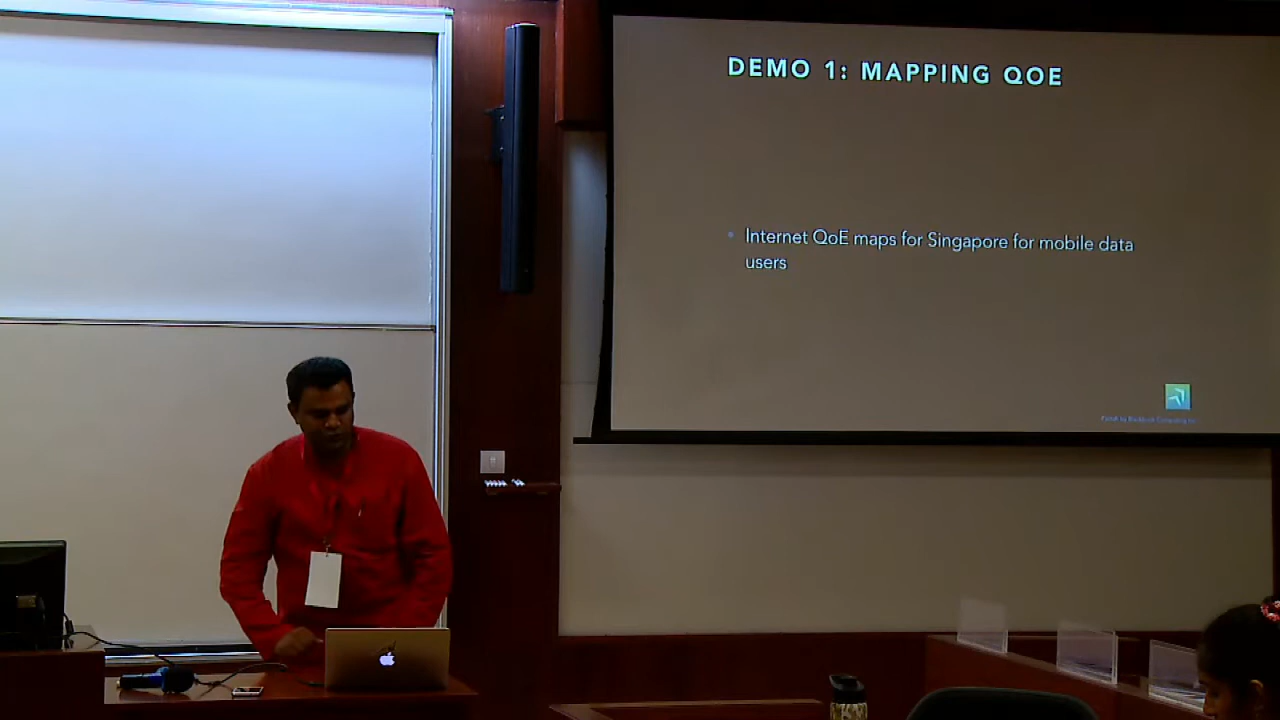 DEMO 1: MAPPING QOE
• Internet QoE maps for Singapore for mobile data
users